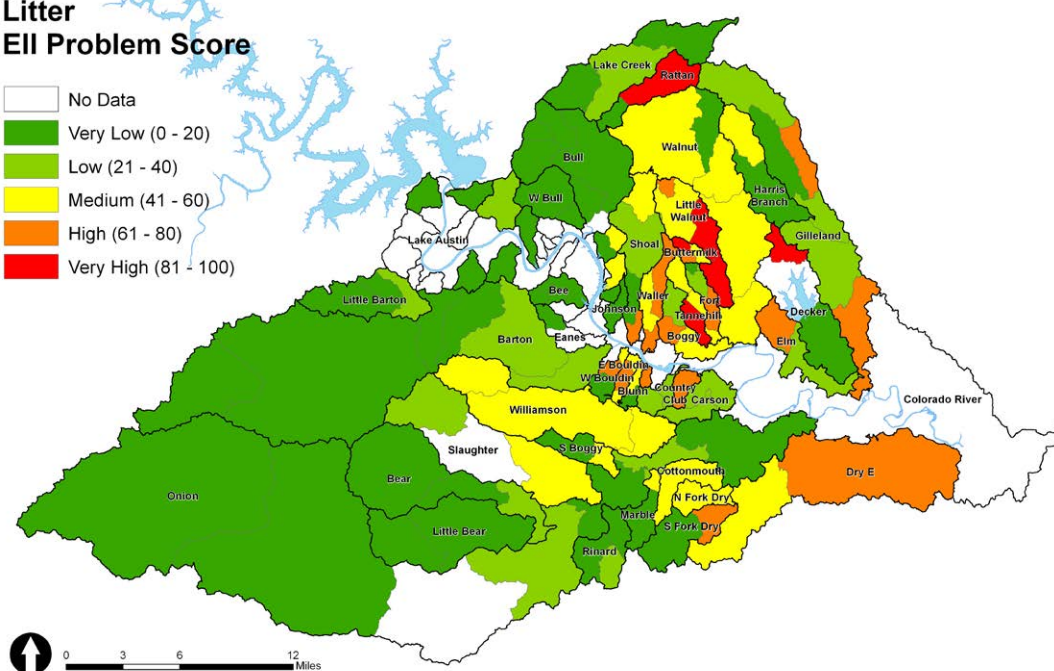 Litter
EII Problem Score
No Data
Very Low (0 - 20)
Low (21 - 40)
Medium (41 - 60)
High (61 - 80)
Very High (81 - 100)
Lake Creek
Rattan
Bull
Walnut
W Bull
Harris
Branch
Little
Walnut
Lake Austin
Shoal
Gilleland
Buttermilk
Little Barton
Bee
Waller
Fort
Johnson
Tannehill
Decker
Barton
Eanes
Boggy
Elm
E Bouldin
W Bouldin
Blunn
Country
Club
Carson
Colorado River
Williamson
Slaughter
S Boggy
Bear
Cottonmouth
Dry E
Onion
N Fork Dry
Marble
S Fork Dry
Little Bear
Rinard
0 3 6 12
Miles